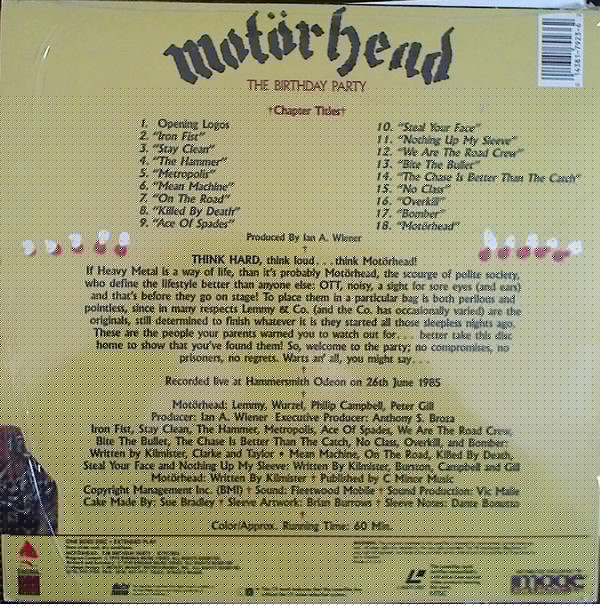 motörhead
THE BIRTHDAY PARTY
†Chapter Titles†
1. Opening Logos
2. "Iron Fist"
3. "Stay Clean"
4. "The Hammer"
5. "Metropolis"
6. "Mean Machine"
7. "On The Road"
8. "Killed By Death"
9. "Ace Of Spades"
10. "Steal Your Face"
11. "Nothing Up My Sleeve"
12. "We Are The Road Crew"
13. "Bite The Bullet"
14. "The Chase Is Better Than The Catch"
15. "No Class"
16. "Overkill"
17. "Bomber"
18. "Motörhead"
Produced By Ian A. Wiener
†
THINK HARD, think loud . . . think Motörhead!
If Heavy Metal is a way of life, than it's probably Motörhead, the scourge of polite society,
who define the lifestyle better than anyone else: OTT, noisy, a sight for sore eyes (and ears)
and that's before they go on stage! To place them in a particular bag is both perilous and
pointless, since in many respects Lemmy & Co. (and the Co. has occasionally varied) are the
originals, still determined to finish whatever it is they started all those sleepless nights ago.
These are the people your parents warned you to watch out for. . . better take this disc
home to show that you've found them! So, welcome to the party; no compromises, no
prisoners, no regrets. Warts an' all, you might say. . .
†
Recorded live at Hammersmith Odeon on 26th June 1985
†
Motörhead: Lemmy, Wurzel, Philip Campbell, Peter Gill
Producer: Ian A. Wiener Executive Producer: Anthony S. Broza
Iron Fist, Stay Clean, The Hammer, Metropolis, Ace Of Spades, We Are The Road Crew,
Bite The Bullet, The Chase Is Better Than The Catch, No Class, Overkill, and Bomber:
Written by Kilmister, Clarke and Taylor • Mean Machine, On The Road, Killed By Death,
Steal Your Face and Nothing Up My Sleeve: Written By Kilmister, Burston, Campbell and Gill
Motörhead: Written By Kilmister † Published by C Minor Music
Copyright Management Inc. (BMI) † Sound: Fleetwood Mobile † Sound Production: Vic Maile
Cake Made By: Sue Bradley † Sleeve Artwork: Brian Burrows † Sleeve Notes: Dante Bonutto
†
Color/Approx. Running Time: 60 Min.
ONE SIDED DISC • EXTENDED PLAY
WARNING:
NTSC
image